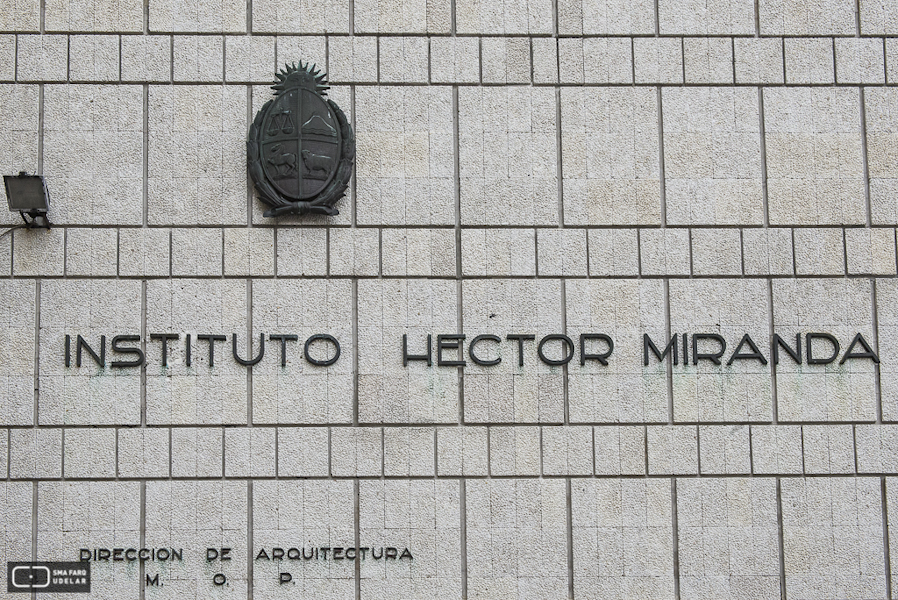 INSTITUTO HECTOR MIRANDA
DIRECCION DE ARQUITECTURA
M. O. P.
SMA FARQ
UDELAR